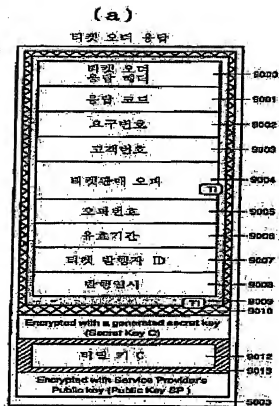 (a)
티켓 오더 응답
티켓 오더
응답 헤더
9000
응답 코드
9001
요구번호
9002
고객번호
9003
티켓판매 오퍼
9004
TI
오퍼번호
9005
유효기간
9006
티켓 발행자 ID
9007
발행일시
9008
TI
9009
9010
Encrypted with a generated secret key
(Secret Key C)
비밀 키 C
9012
9013
Encrypted with Service Provider's
Public key (Public Key SP )
5003